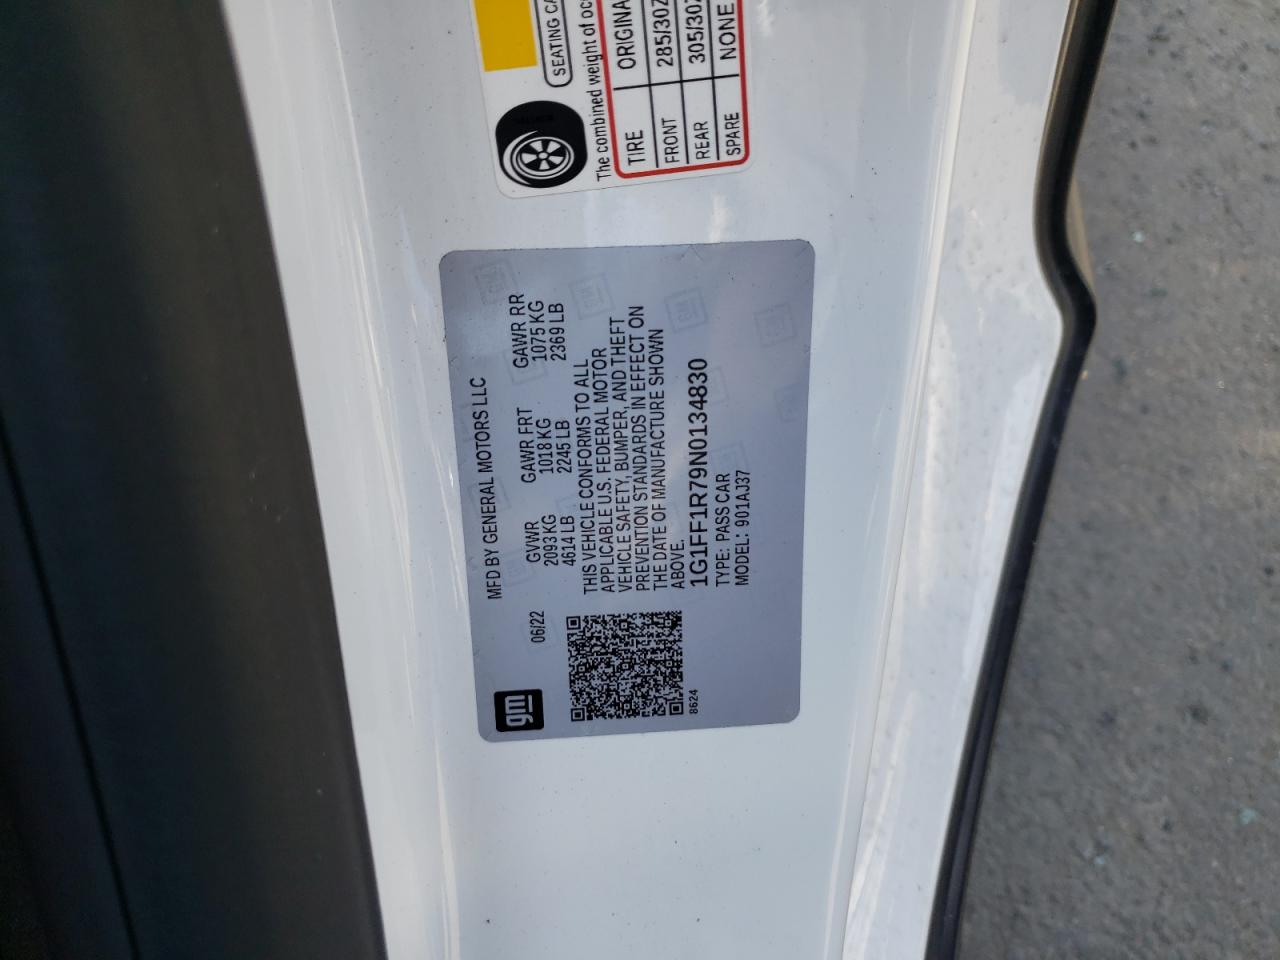 MFD BY GENERAL MOTORS LLC
06/22
GVWR GAWR FRT GAWR RR
2093 KG 1018 KG 1075 KG
4614 LB 2245 LB 2369 LB
THIS VEHICLE CONFORMS TO ALL
APPLICABLE U.S. FEDERAL MOTOR
VEHICLE SAFETY, BUMPER, AND THEFT
PREVENTION STANDARDS IN EFFECT ON
THE DATE OF MANUFACTURE SHOWN
ABOVE.
1G1FF1R79N0134830
TYPE: PASS CAR
MODEL: 901AJ37
gm
8624
SEATING CA
The combined weight of occ
TIRE ORIGINA
FRONT 285/30Z
REAR 305/30Z
SPARE NONE